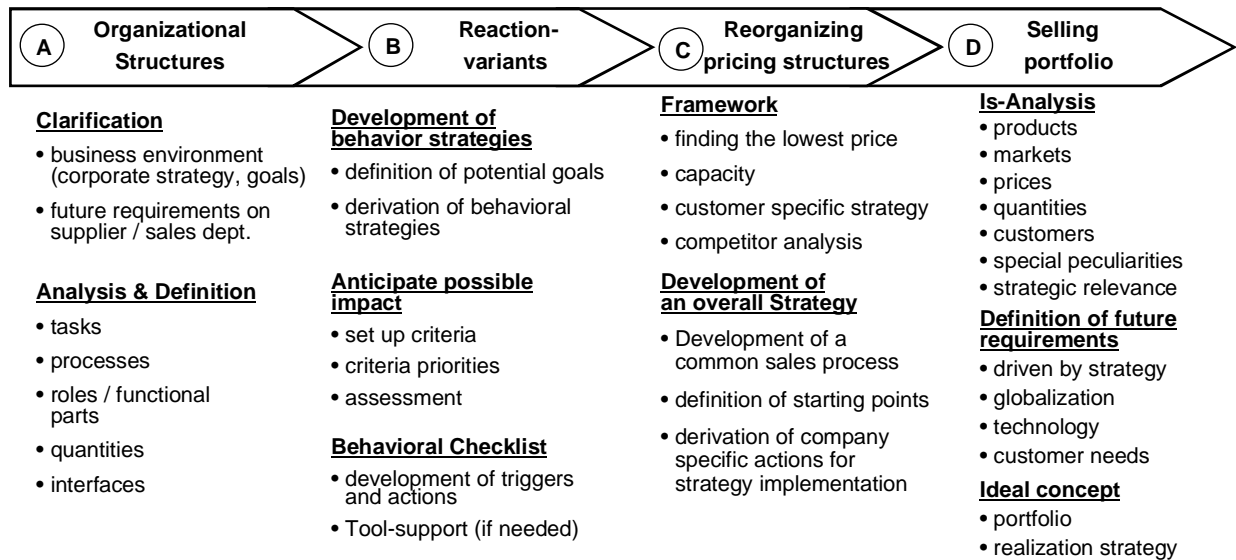 A
Organizational
Structures
B
Reaction-
variants
C
Reorganizing
pricing structures
D
Selling
portfolio
Clarification
• business environment
(corporate strategy, goals)
• future requirements on
supplier / sales dept.
Analysis & Definition
• tasks
• processes
• roles / functional
parts
• quantities
• interfaces
Development of
behavior strategies
• definition of potential goals
• derivation of behavioral
strategies
Anticipate possible
impact
• set up criteria
• criteria priorities
• assessment
Behavioral Checklist
• development of triggers
and actions
• Tool-support (if needed)
Framework
• finding the lowest price
• capacity
• customer specific strategy
• competitor analysis
Development of
an overall Strategy
• Development of a
common sales process
• definition of starting points
• derivation of company
specific actions for
strategy implementation
Is-Analysis
• products
• markets
• prices
• quantities
• customers
• special peculiarities
• strategic relevance
Definition of future
requirements
• driven by strategy
• globalization
• technology
• customer needs
Ideal concept
• portfolio
• realization strategy